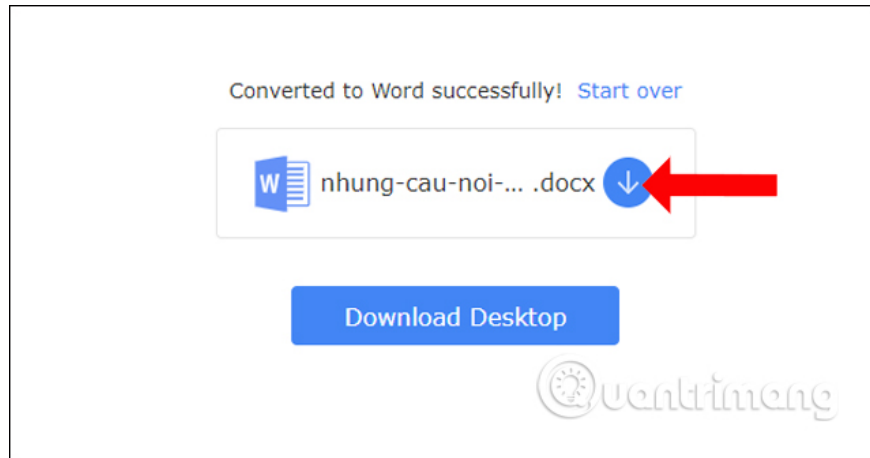 Converted to Word successfully! Start over
W nhung-cau-noi-... .docx
Download Desktop
Quantrimang